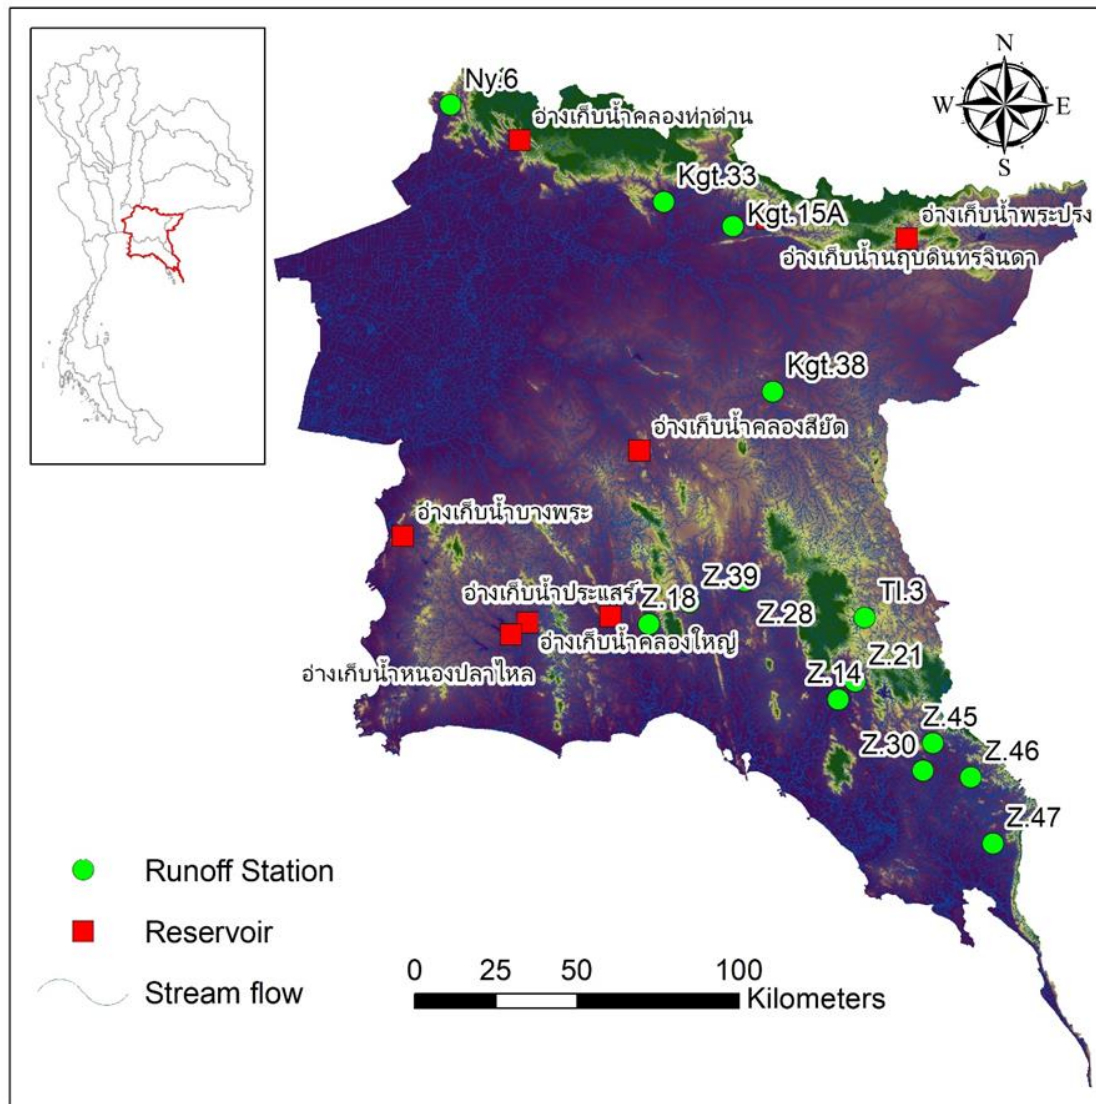 N
W
E
S
Ny.6
อ่างเก็บน้ำคลองท่าด่าน
Kgt.33
Kgt.15A
อ่างเก็บน้ำพระปรง
อ่างเก็บน้ำนฤบดินทรจินดา
Kgt.38
อ่างเก็บน้ำคลองสียัด
อ่างเก็บน้ำบางพระ
Z.39
อ่างเก็บน้ำประแสร์
Z.18
Z.28
Tl.3
อ่างเก็บน้ำคลองใหญ่
อ่างเก็บน้ำหนองปลาไหล
Z.21
Z.14
Z.45
Z.30
Z.46
Z.47
Runoff Station
Reservoir
Stream flow
0 25 50 100
Kilometers